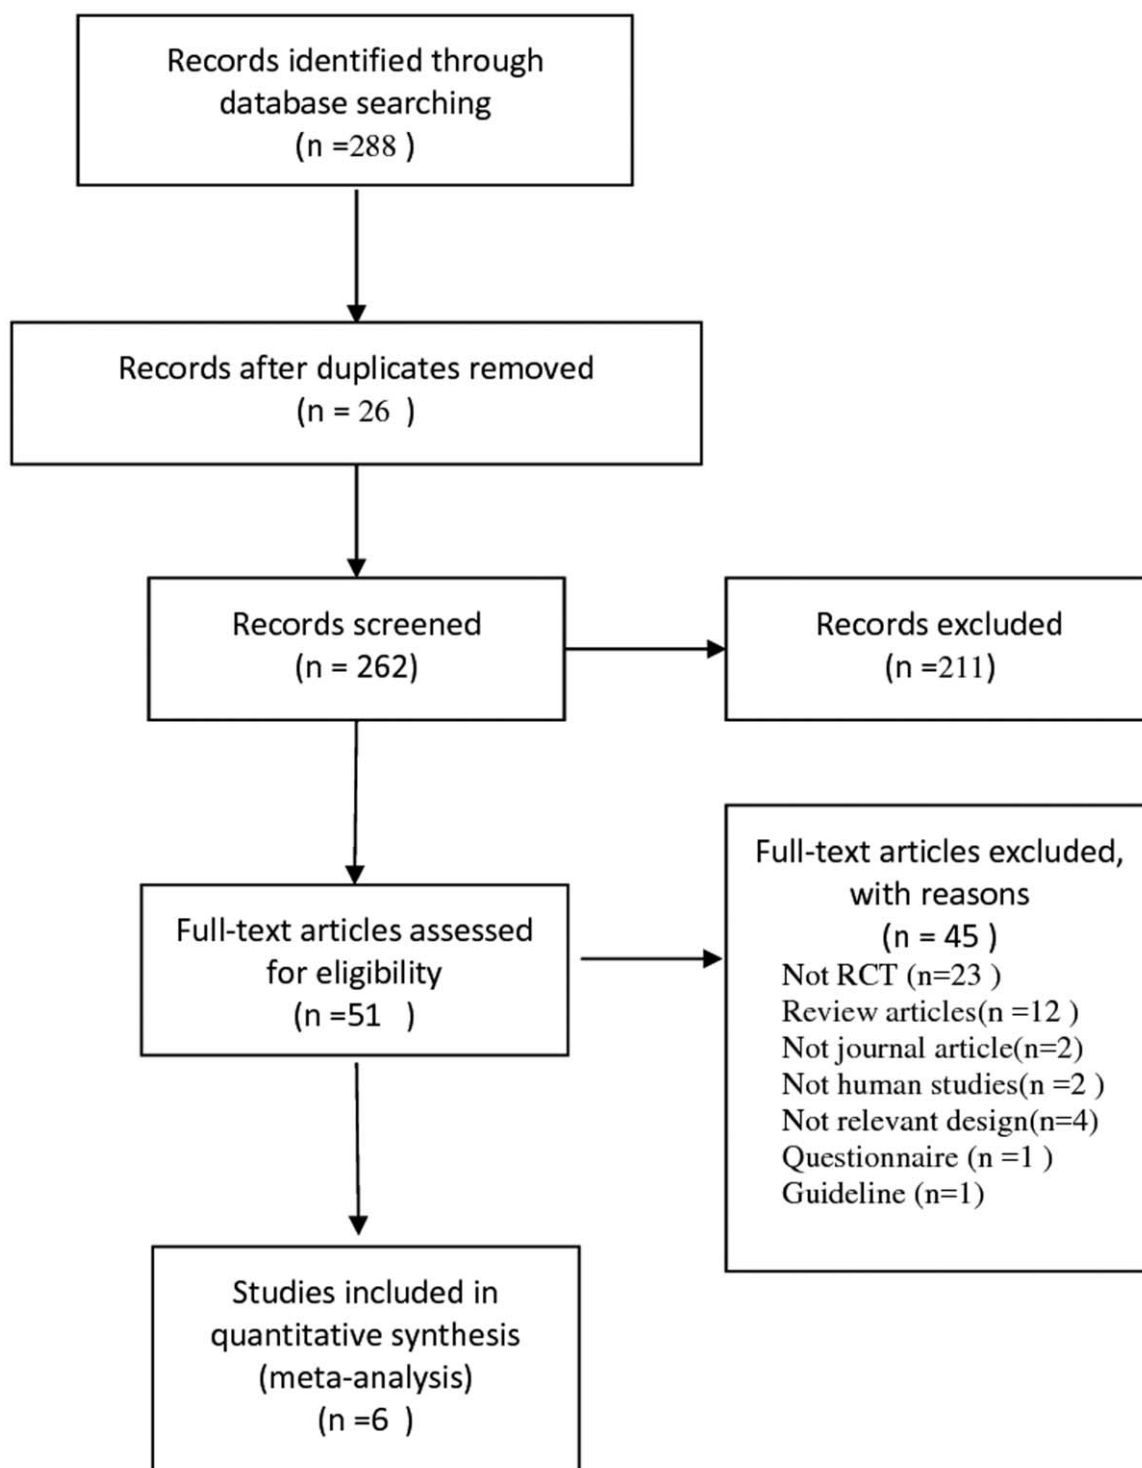 Records identified through
database searching
(n =288 )
Records after duplicates removed
(n = 26 )
Records screened
(n = 262)
Records excluded
(n =211)
Full-text articles assessed
for eligibility
(n =51 )
Full-text articles excluded,
with reasons
(n = 45 )
Not RCT (n=23 )
Review articles(n =12 )
Not journal article(n=2)
Not human studies(n =2 )
Not relevant design(n=4)
Questionnaire (n =1 )
Guideline (n=1)
Studies included in
quantitative synthesis
(meta-analysis)
(n =6 )